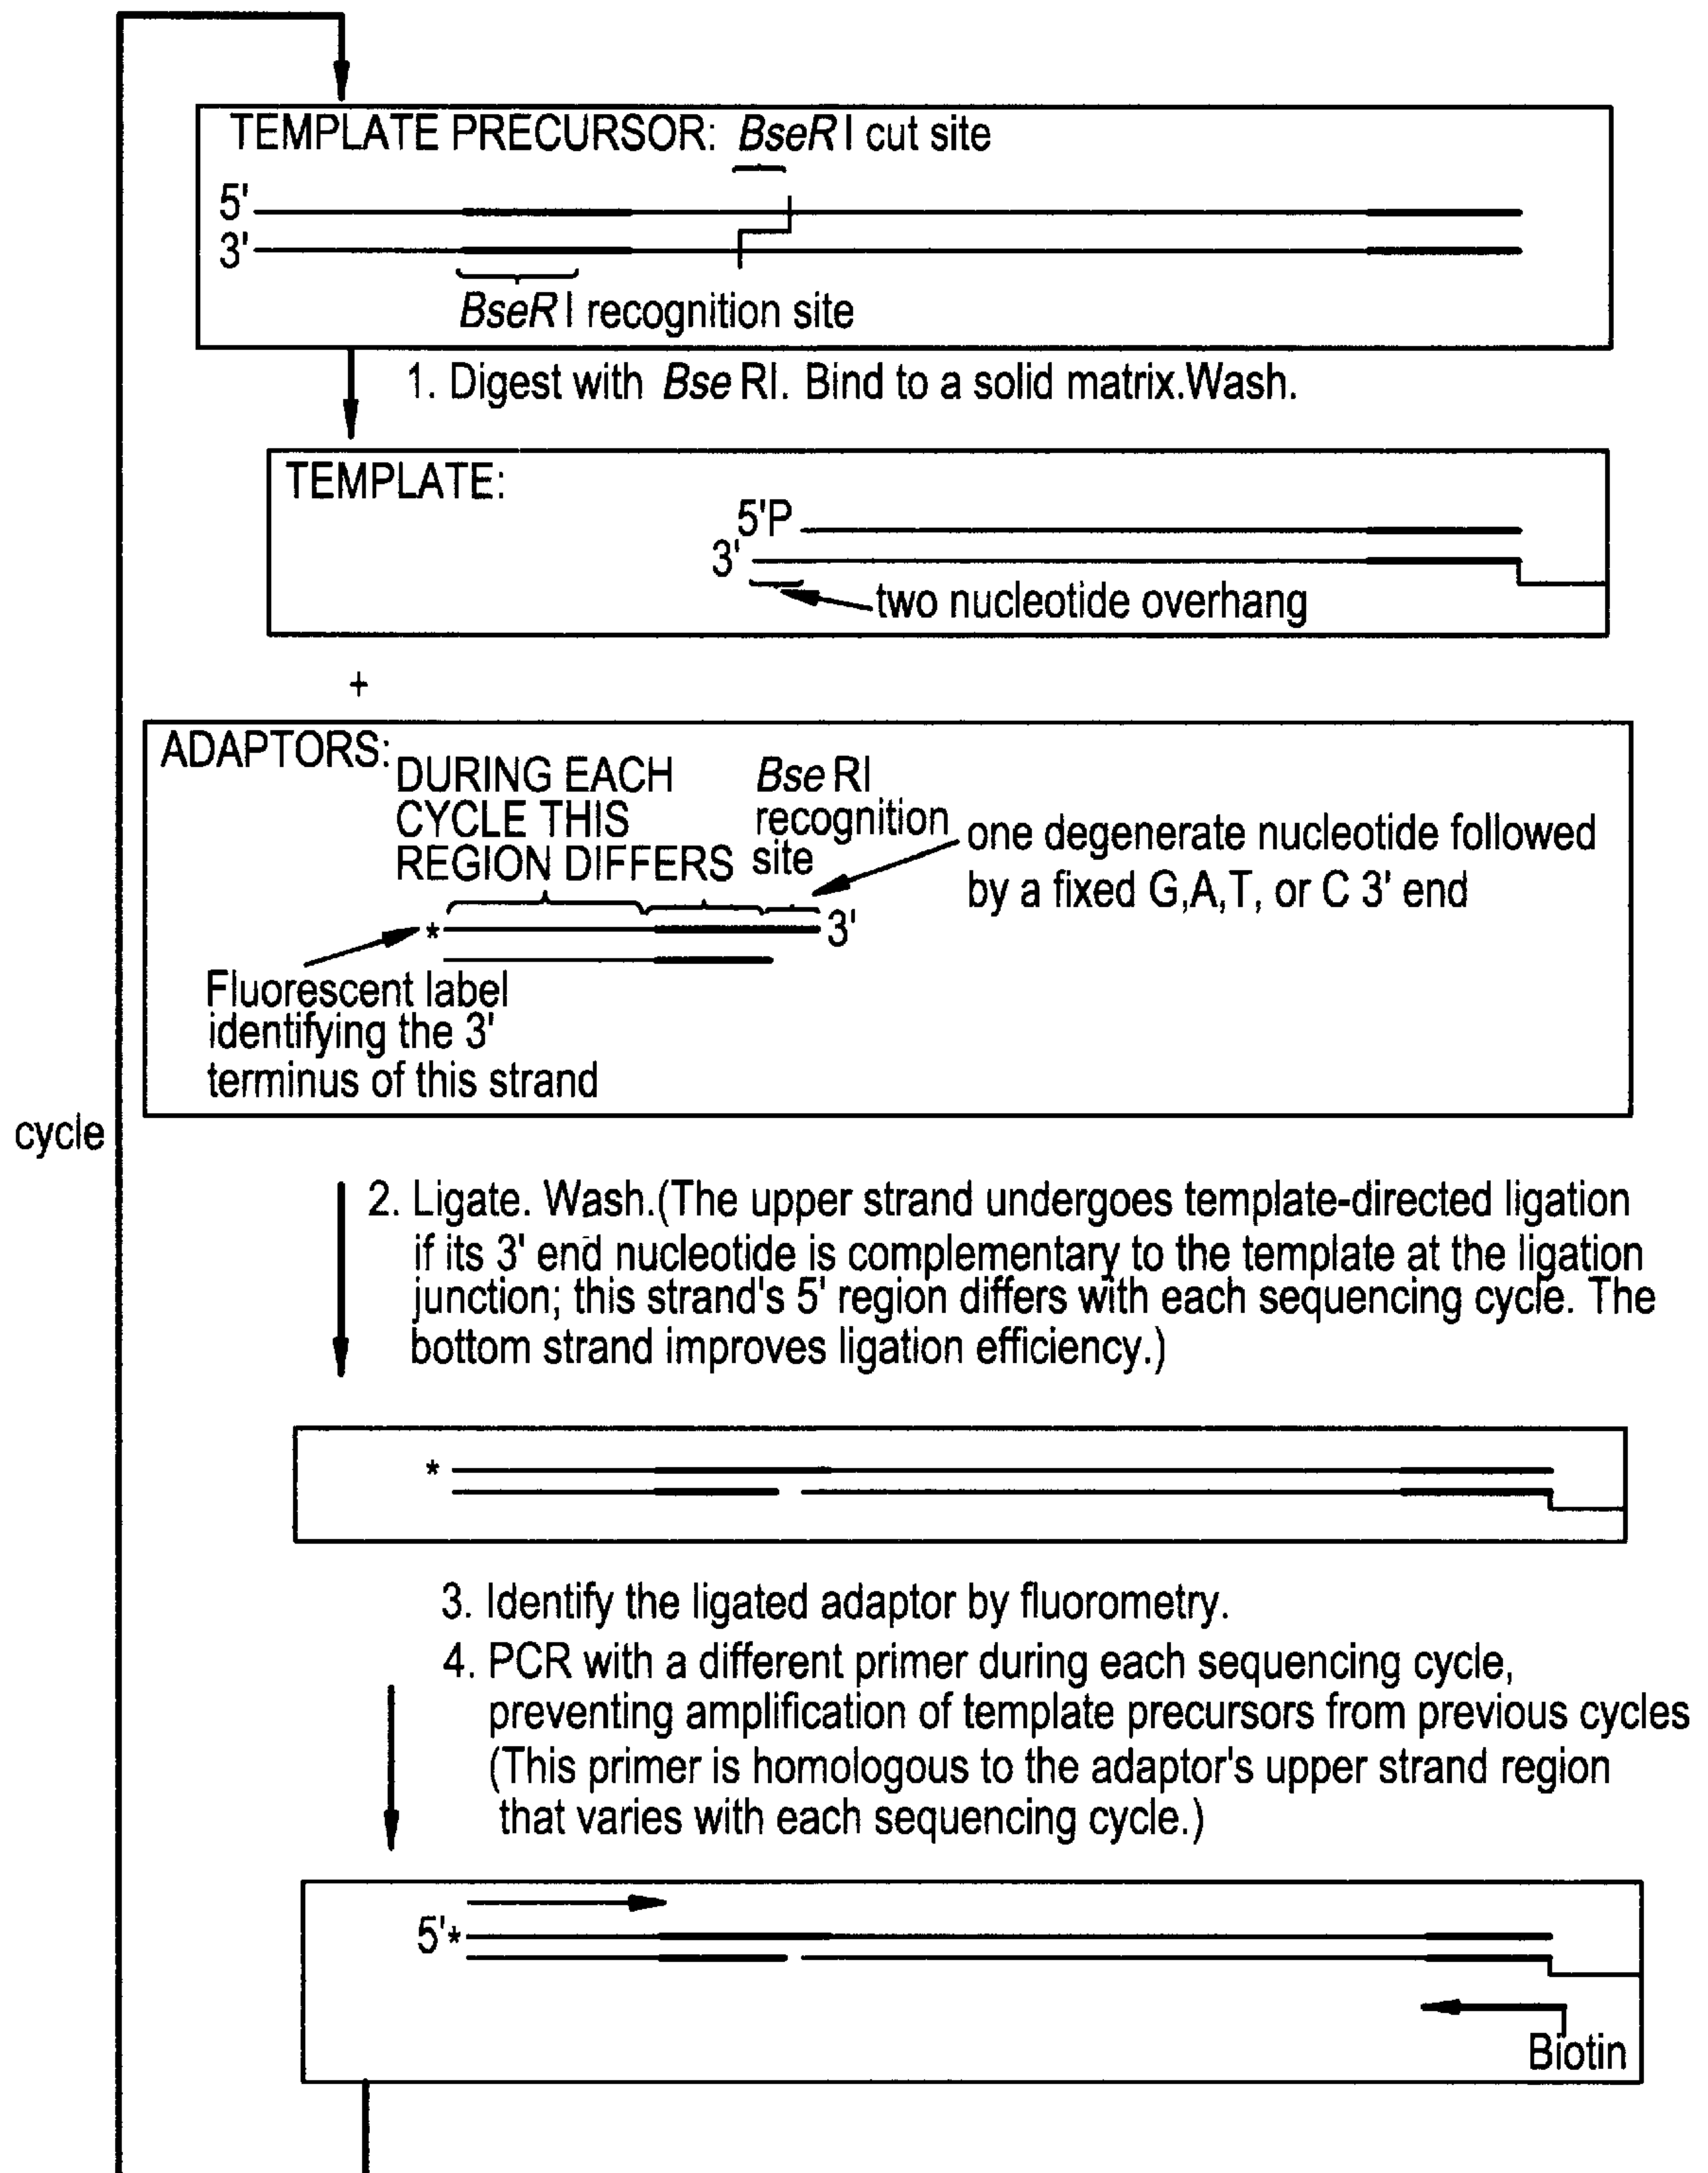 TEMPLATE PRECURSOR: BseR I cut site
5'
3'
BseR I recognition site
1. Digest with Bse RI. Bind to a solid matrix.Wash.
TEMPLATE:
5'P
3'
two nucleotide overhang
+
ADAPTORS:
DURING EACH
CYCLE THIS
REGION DIFFERS
Bse RI
recognition
site
one degenerate nucleotide followed
by a fixed G,A,T, or C 3' end
*
3'
Fluorescent label
identifying the 3'
terminus of this strand
cycle
2. Ligate. Wash.(The upper strand undergoes template-directed ligation
if its 3' end nucleotide is complementary to the template at the ligation
junction; this strand's 5' region differs with each sequencing cycle. The
bottom strand improves ligation efficiency.)
*
3. Identify the ligated adaptor by fluorometry.
4. PCR with a different primer during each sequencing cycle,
preventing amplification of template precursors from previous cycles
(This primer is homologous to the adaptor's upper strand region
that varies with each sequencing cycle.)
5'*
Biotin